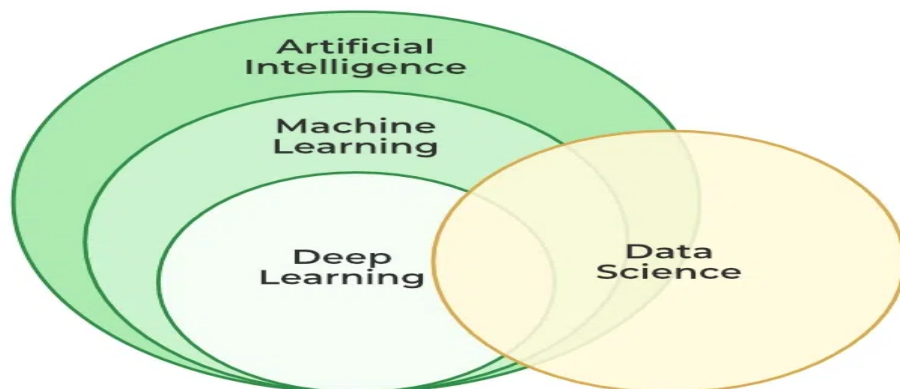 Artificial
Intelligence
Machine
Learning
Deep
Learning
Data
Science